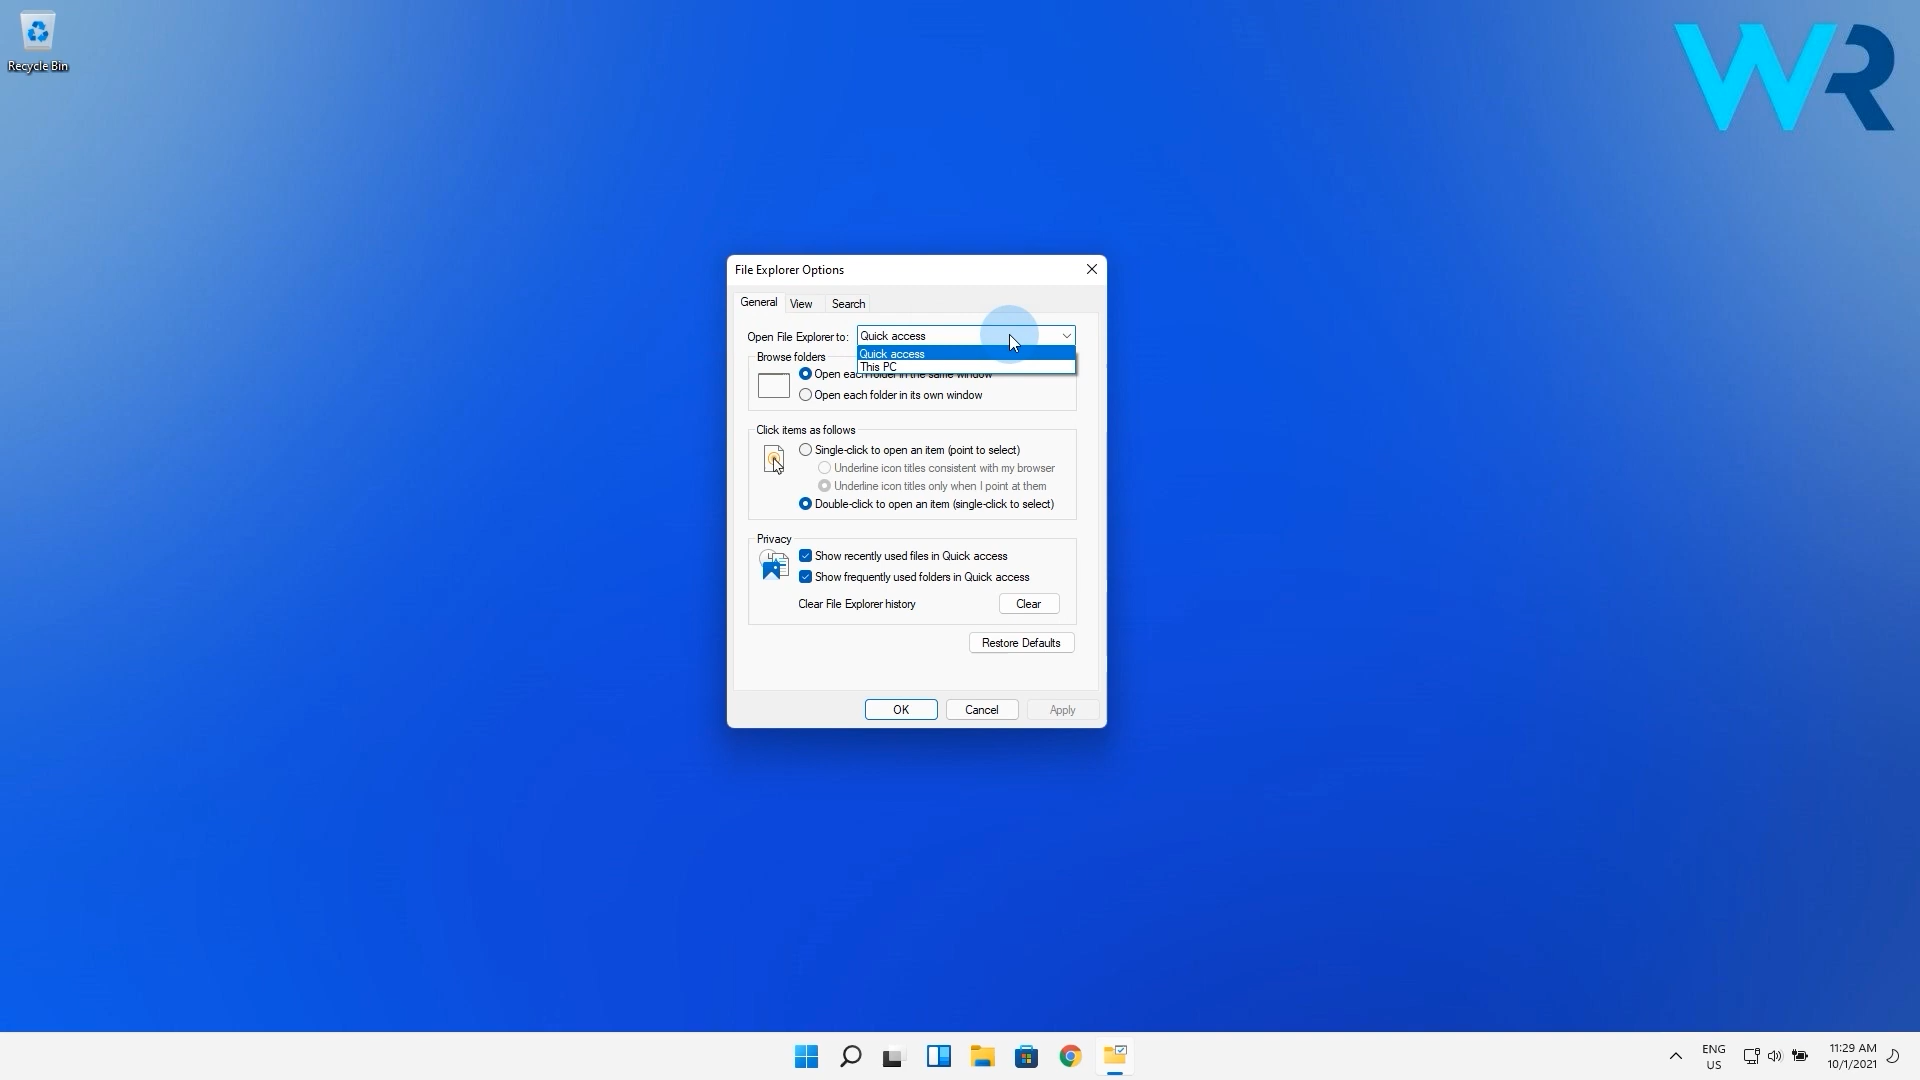 Recycle Bin
WR
File Explorer Options
General
View
Search
Open File Explorer to:
Quick access
Quick access
This PC
Browse folders
Open each folder in the same window
Open each folder in its own window
Click items as follows
Single-click to open an item (point to select)
Underline icon titles consistent with my browser
Underline icon titles only when I point at them
Double-click to open an item (single-click to select)
Privacy
Show recently used files in Quick access
Show frequently used folders in Quick access
Clear File Explorer history
Clear
Restore Defaults
OK
Cancel
Apply
ENG
US
11:29 AM
10/1/2021